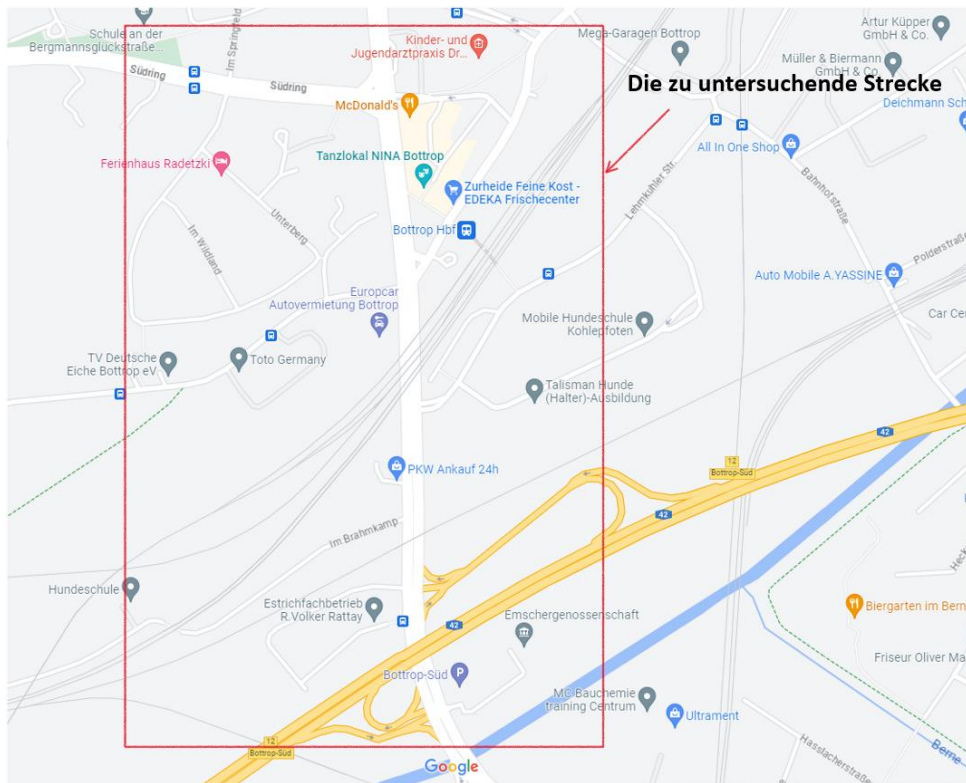 Schule an der
Bergmannsglückstraße...
Im Springfeld
Kinder- und
Jugendarztpraxis Dr...
Mega-Garagen Bottrop
Artur Küpper
GmbH & Co.
Müller & Biermann
GmbH & Co.
Südring
Südring
Die zu untersuchende Strecke
McDonald's
Deichmann Sch
Tanzlokal NINA Bottrop
All In One Shop
Ferienhaus Radetzki
Zurheide Feine Kost -
EDEKA Frischecenter
Lehmkuhler Str.
Bahnhofstraße
Unterberg
Im Wildland
Bottrop Hbf
Polderstraße
Auto Mobile A.YASSINE
Europcar
Autovermietung Bottrop
Mobile Hundeschule
Kohlepfoten
Car Cen
TV Deutsche
Eiche Bottrop eV
Toto Germany
Talisman Hunde
(Halter)-Ausbildung
42
12
Bottrop-Süd
PKW Ankauf 24h
42
Im Brahmkamp
Hundeschule
Heck
Estrichfachbetrieb
R.Volker Rattay
Emschergenossenschaft
42
Biergarten im Bern
Friseur Oliver Ma
Bottrop-Süd
P
MC-Bauchemie
training Centrum
Ultrament
12
Bottrop-Süd
Haßlacherstraße
Berne
Google